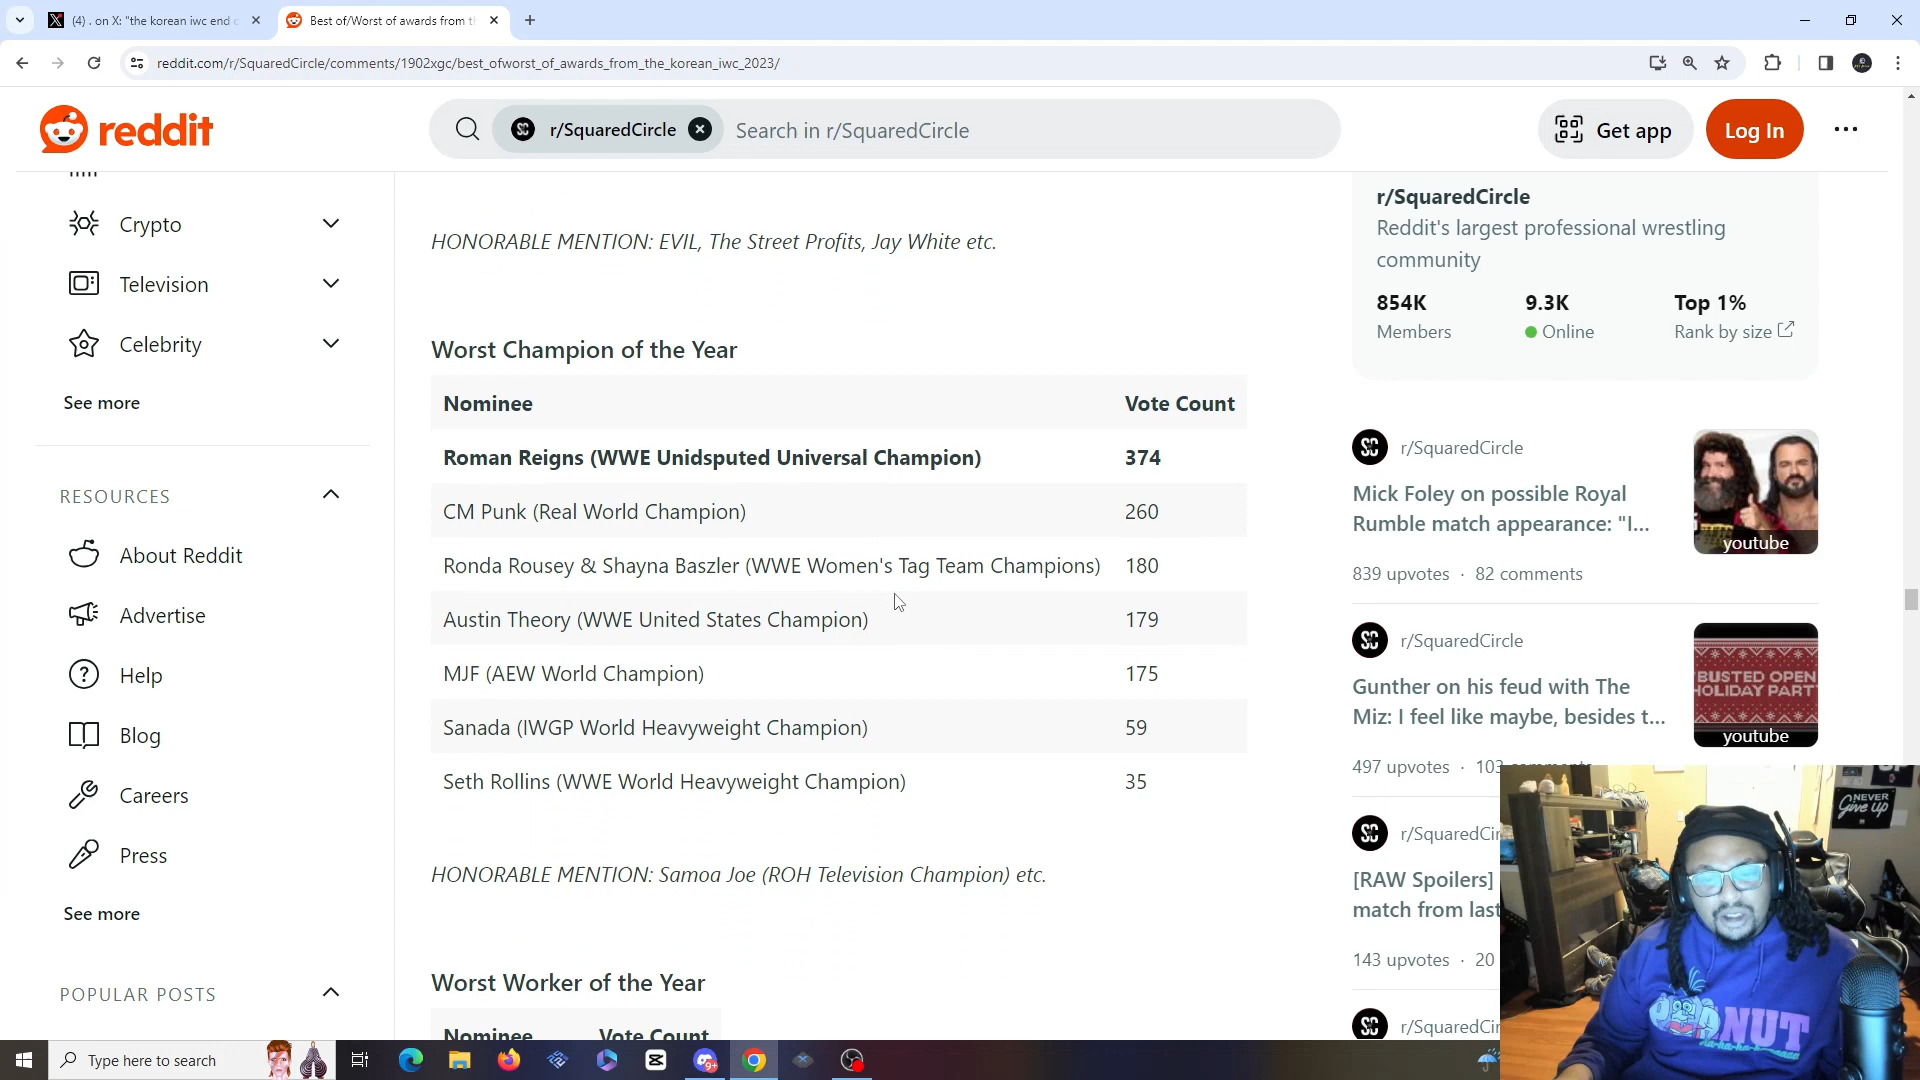 (4) . on X: "the korean iwc end o
Best of/Worst of awards from th
reddit.com/r/SquaredCircle/comments/1902xgc/best_ofworst_of_awards_from_the_korean_iwc_2023/
reddit
r/SquaredCircle
Search in r/SquaredCircle
Get app
Log In
Crypto
Television
Celebrity
See more
RESOURCES
About Reddit
Advertise
Help
Blog
Careers
Press
See more
POPULAR POSTS
HONORABLE MENTION: EVIL, The Street Profits, Jay White etc.
Worst Champion of the Year
Nominee Vote Count
Roman Reigns (WWE Unidsputed Universal Champion) 374
CM Punk (Real World Champion) 260
Ronda Rousey & Shayna Baszler (WWE Women's Tag Team Champions) 180
Austin Theory (WWE United States Champion) 179
MJF (AEW World Champion) 175
Sanada (IWGP World Heavyweight Champion) 59
Seth Rollins (WWE World Heavyweight Champion) 35
HONORABLE MENTION: Samoa Joe (ROH Television Champion) etc.
Worst Worker of the Year
Nominee Vote Count
r/SquaredCircle
Reddit's largest professional wrestling
community
854K 9.3K Top 1%
Members Online Rank by size
r/SquaredCircle
Mick Foley on possible Royal
Rumble match appearance: "I...
youtube
839 upvotes · 82 comments
r/SquaredCircle
Gunther on his feud with The
Miz: I feel like maybe, besides t...
BUSTED OPEN
HOLIDAY PART
youtube
497 upvotes · 103 comments
r/SquaredCir
[RAW Spoilers]
match from last
143 upvotes · 20
r/SquaredCir
NEVER
Give up
NUT
Type here to search
9+